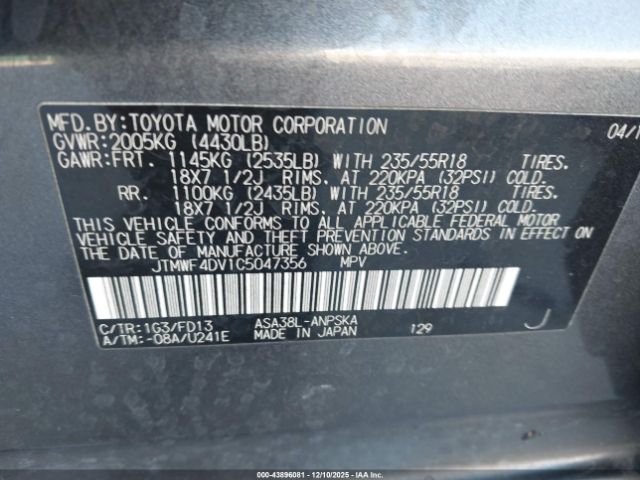 MFD.BY:TOYOTA MOTOR CORPORATION 04/1
GVWR:2005KG (4430LB)
GAWR:FRT. 1145KG (2535LB) WITH 235/55R18 TIRES.
18X7 1/2J RIMS. AT 220KPA (32PSI) COLD.
RR. 1100KG (2435LB) WITH 235/55R18 TIRES.
18X7 1/2J RIMS. AT 220KPA (32PSI) COLD.
THIS VEHICLE CONFORMS TO ALL APPLICABLE FEDERAL MOTOR
VEHICLE SAFETY AND THEFT PREVENTION STANDARDS IN EFFECT ON
THE DATE OF MANUFACTURE SHOWN ABOVE.
JTMWF4DV1C5047356 MPV
C/TR:1G3/FD13 ASA38L-ANPSKA
A/TM:-08A/U241E MADE IN JAPAN 129 J
000-43896081 - 12/10/2025 - IAAI